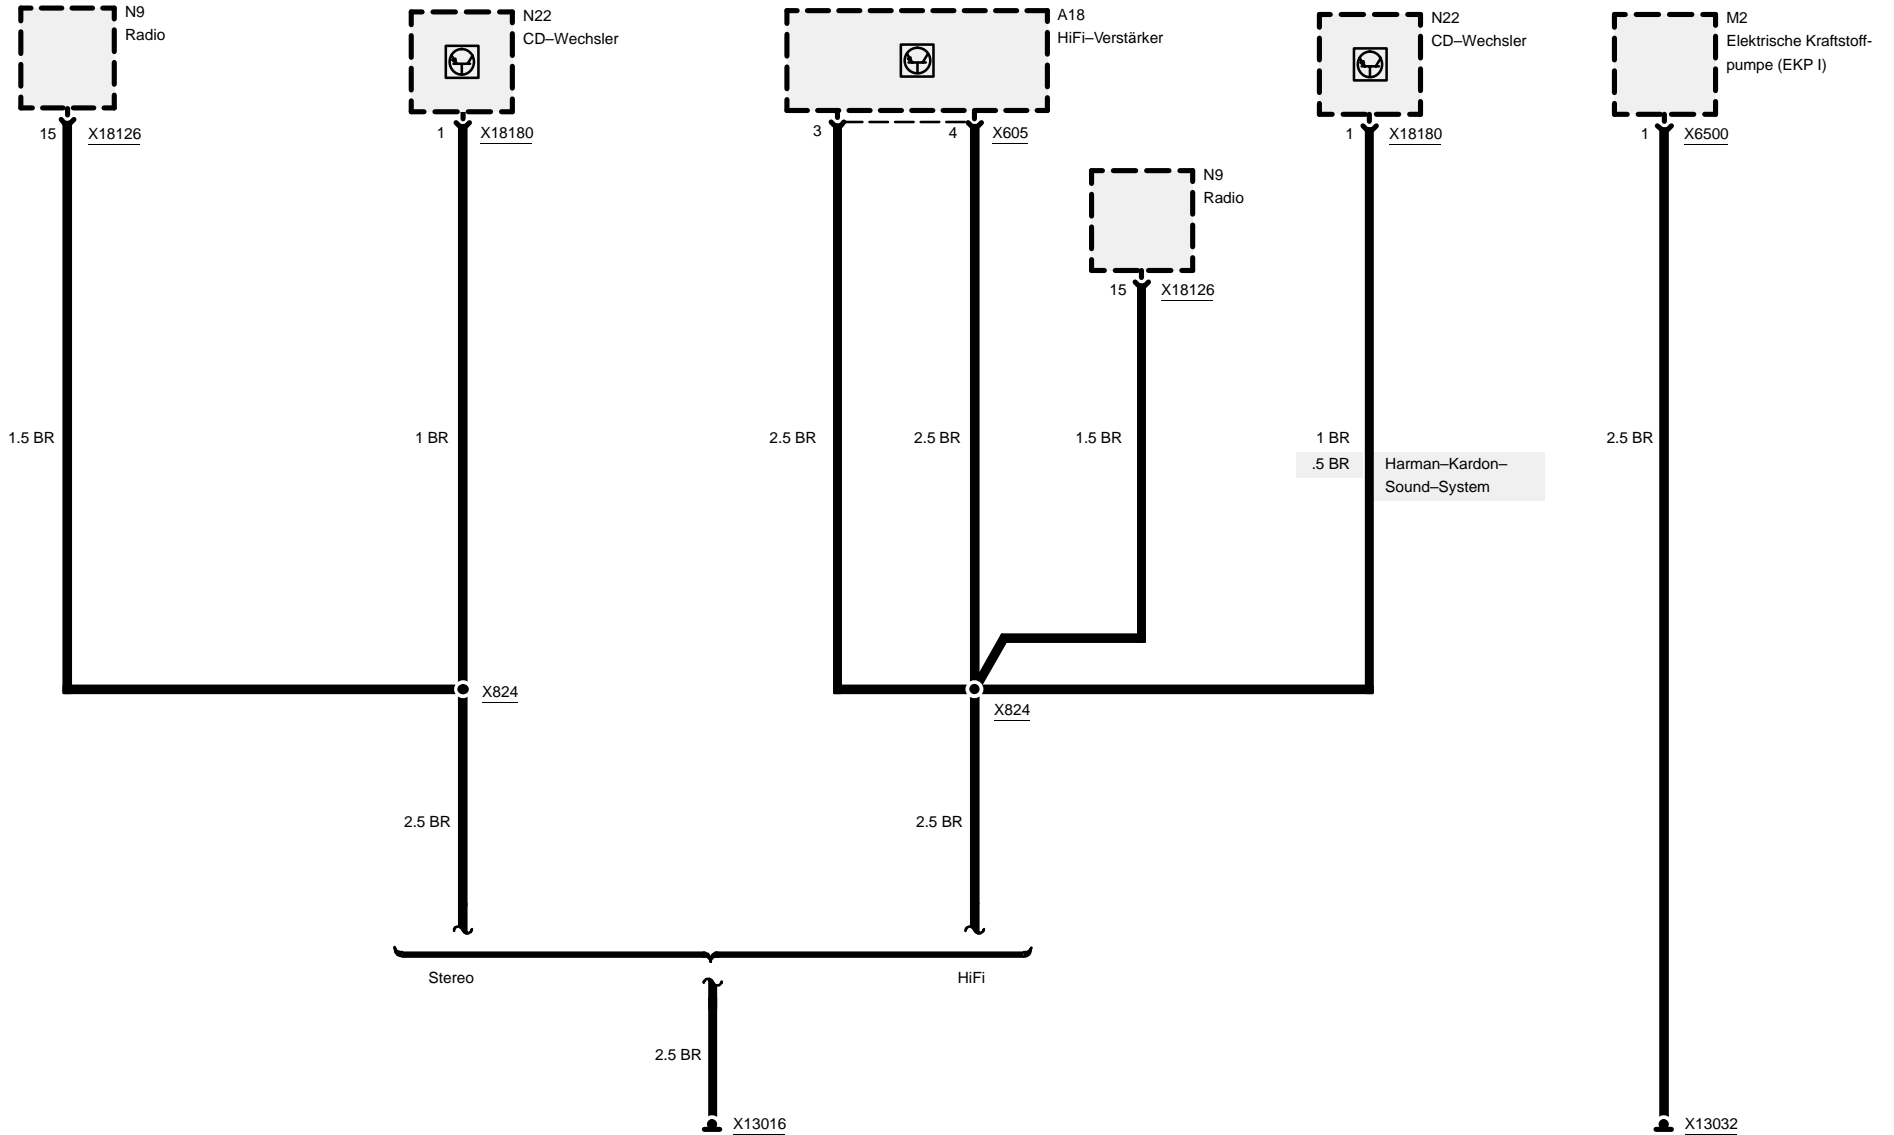 N9
Radio
N22
CD–Wechsler
A18
HiFi–Verstärker
N22
CD–Wechsler
M2
Elektrische Kraftstoff-
pumpe (EKP I)
15 X18126
1 X18180
3 4 X605
1 X18180
1 X6500
N9
Radio
15 X18126
1.5 BR
1 BR
2.5 BR
2.5 BR
1.5 BR
1 BR
2.5 BR
.5 BR
Harman–Kardon–
Sound–System
X824
X824
2.5 BR
2.5 BR
Stereo
HiFi
2.5 BR
X13016
X13032